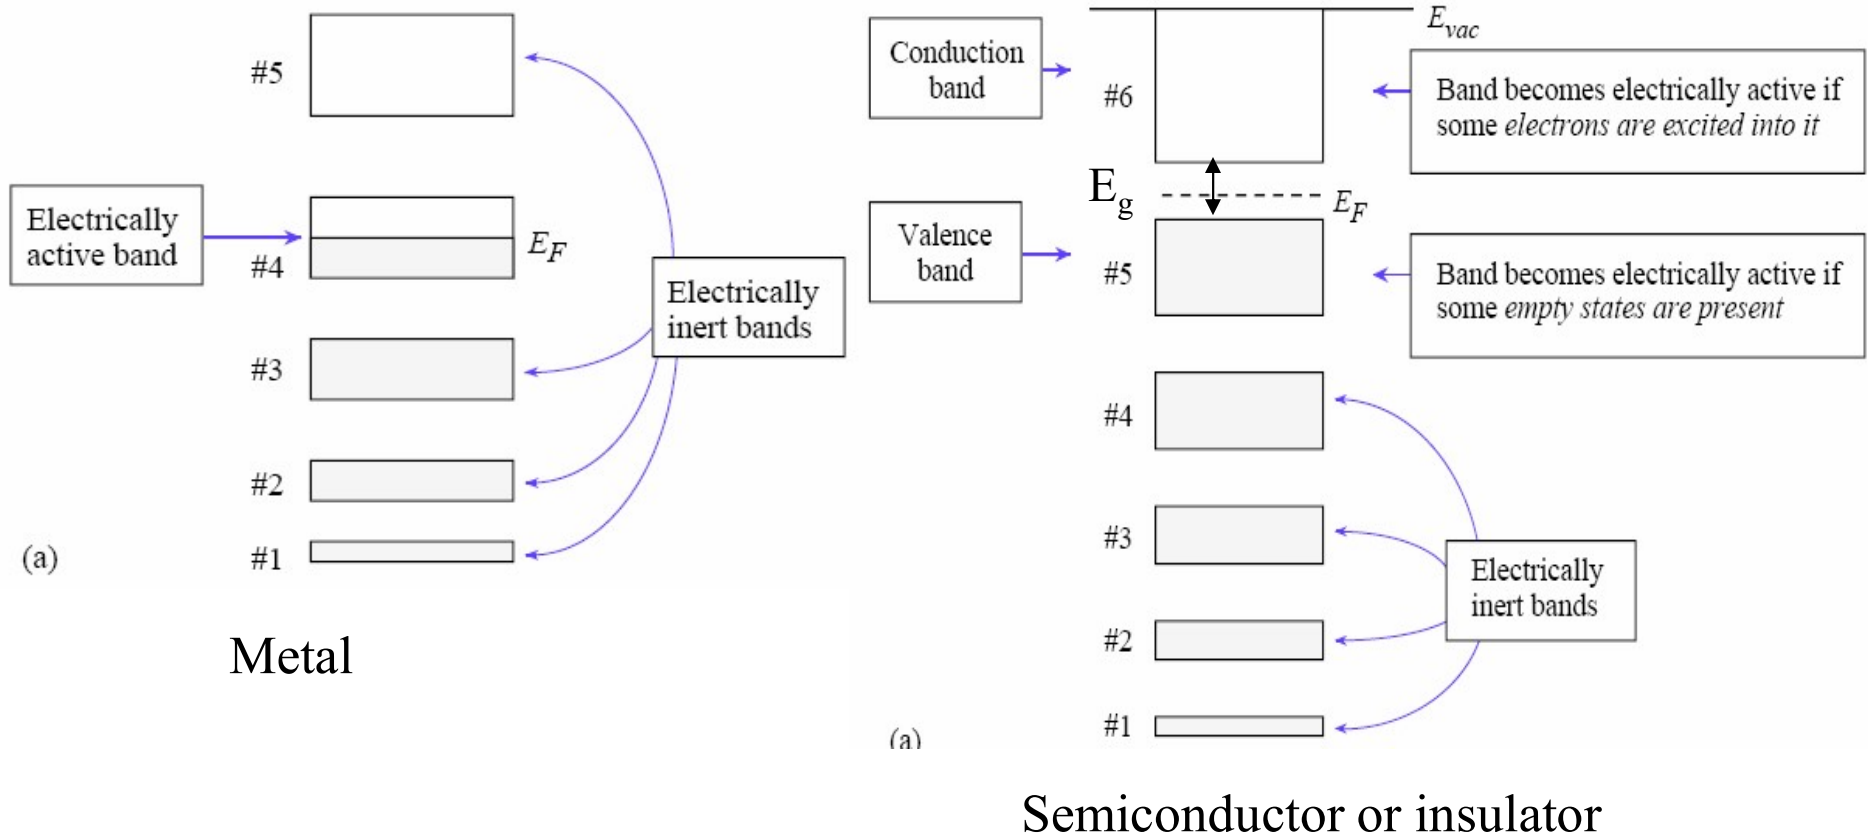 #5
Electrically
active band
#4
E_F
Electrically
inert bands
#3
#2
#1
(a)
Metal
E_vac
Conduction
band
#6
Band becomes electrically active if
some electrons are excited into it
E_g
E_F
Valence
band
#5
Band becomes electrically active if
some empty states are present
#4
#3
Electrically
inert bands
#2
#1
(a)
Semiconductor or insulator